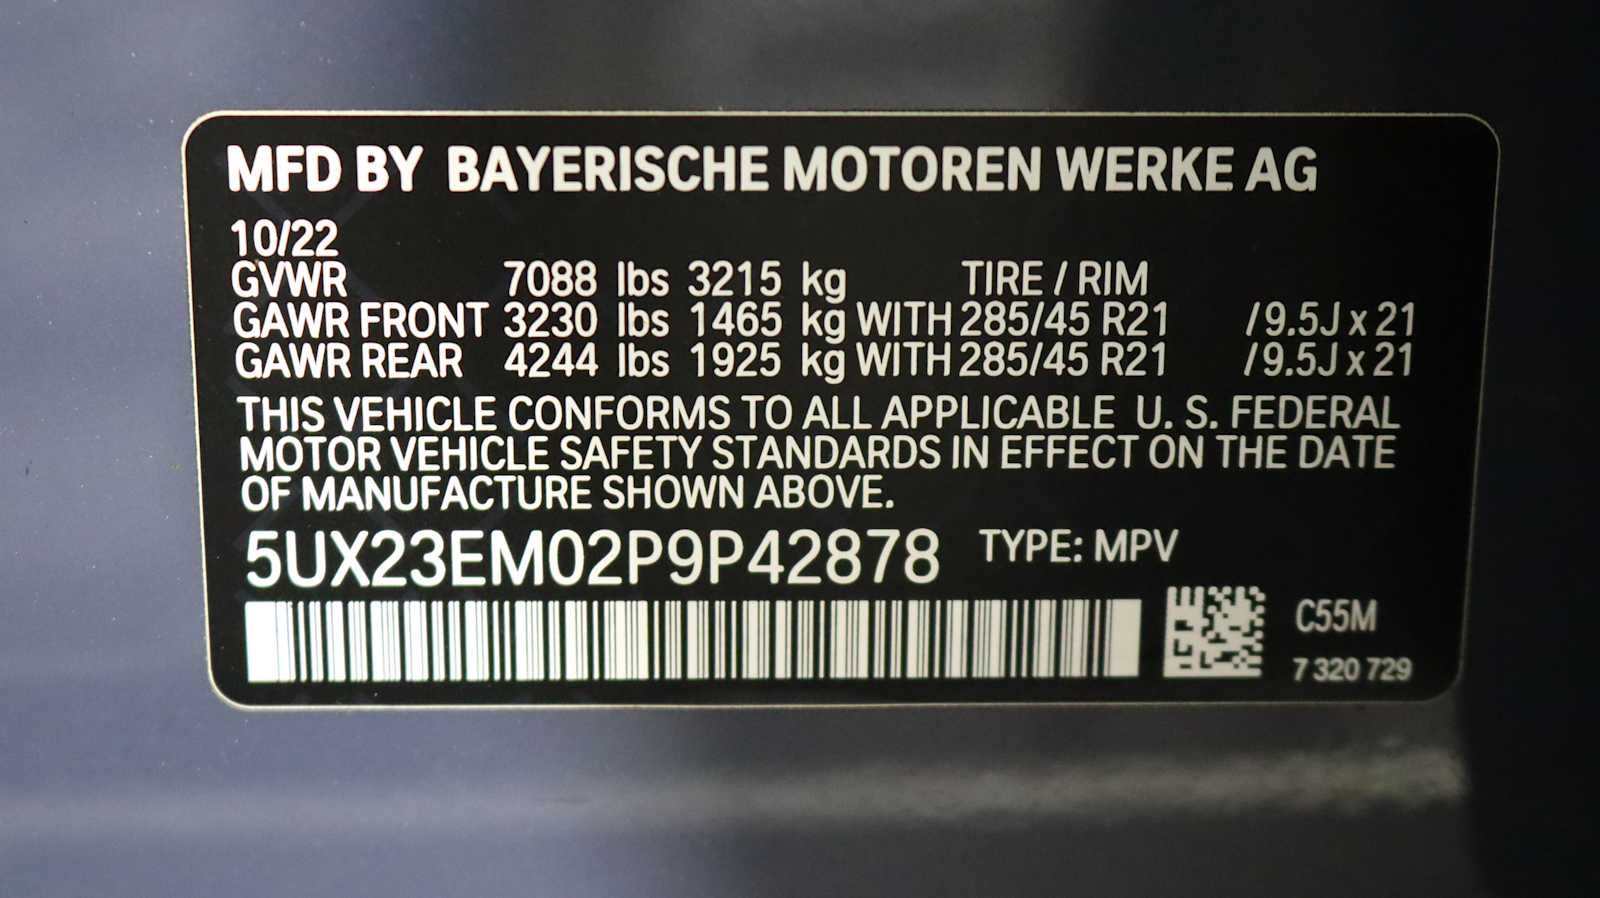 MFD BY BAYERISCHE MOTOREN WERKE AG
10/22
GVWR 7088 lbs 3215 kg TIRE / RIM
GAWR FRONT 3230 lbs 1465 kg WITH 285/45 R21 /9.5J x 21
GAWR REAR 4244 lbs 1925 kg WITH 285/45 R21 /9.5J x 21
THIS VEHICLE CONFORMS TO ALL APPLICABLE U. S. FEDERAL
MOTOR VEHICLE SAFETY STANDARDS IN EFFECT ON THE DATE
OF MANUFACTURE SHOWN ABOVE.
5UX23EM02P9P42878 TYPE: MPV
C55M
7 320 729